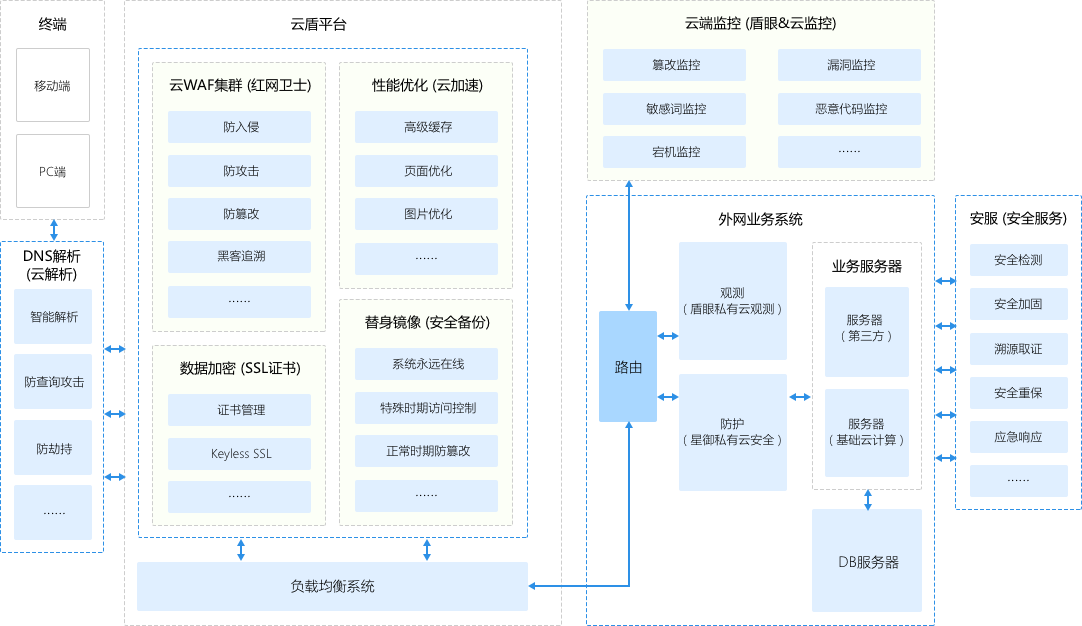 终端
移动端
PC端
DNS解析
(云解析)
智能解析
防查询攻击
防劫持
······
云盾平台
云WAF集群 (红网卫士)
防入侵
防攻击
防篡改
黑客追溯
······
数据加密 (SSL证书)
证书管理
Keyless SSL
······
性能优化 (云加速)
高级缓存
页面优化
图片优化
······
替身镜像 (安全备份)
系统永远在线
特殊时期访问控制
正常时期防篡改
······
负载均衡系统
云端监控 (盾眼&云监控)
篡改监控
漏洞监控
敏感词监控
恶意代码监控
宕机监控
······
外网业务系统
路由
观测
(盾眼私有云观测)
防护
(星御私有云安全)
业务服务器
服务器
(第三方)
服务器
(基础云计算)
DB服务器
安服 (安全服务)
安全检测
安全加固
溯源取证
安全重保
应急响应
······